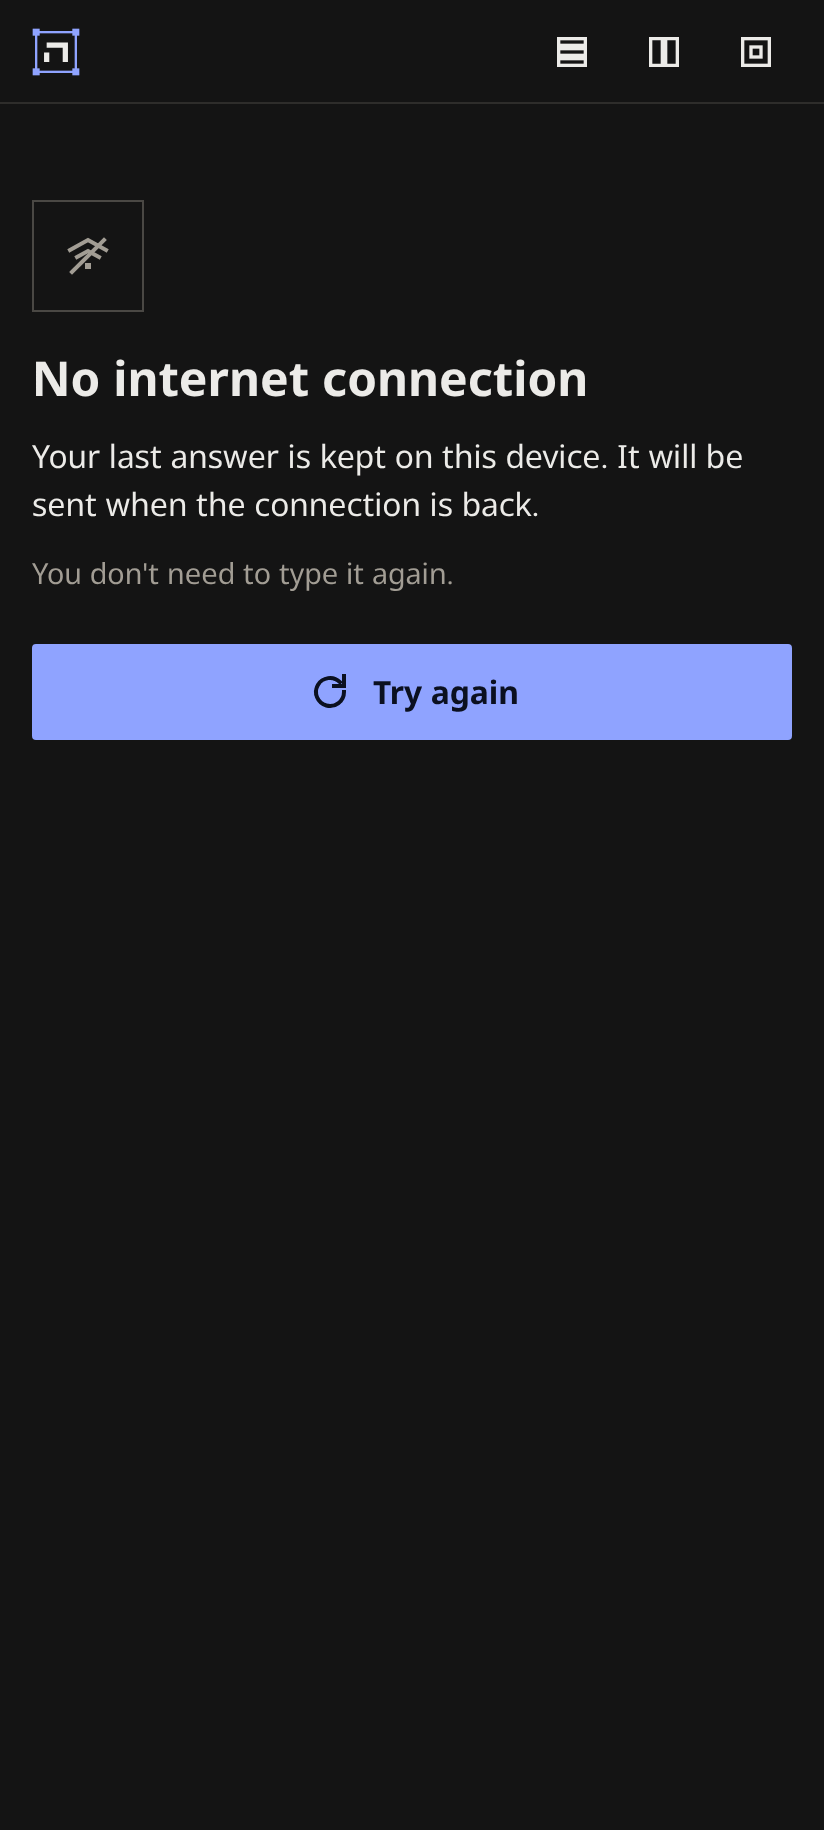 No internet connection
Your last answer is kept on this device. It will be
sent when the connection is back.
You don't need to type it again.
Try again